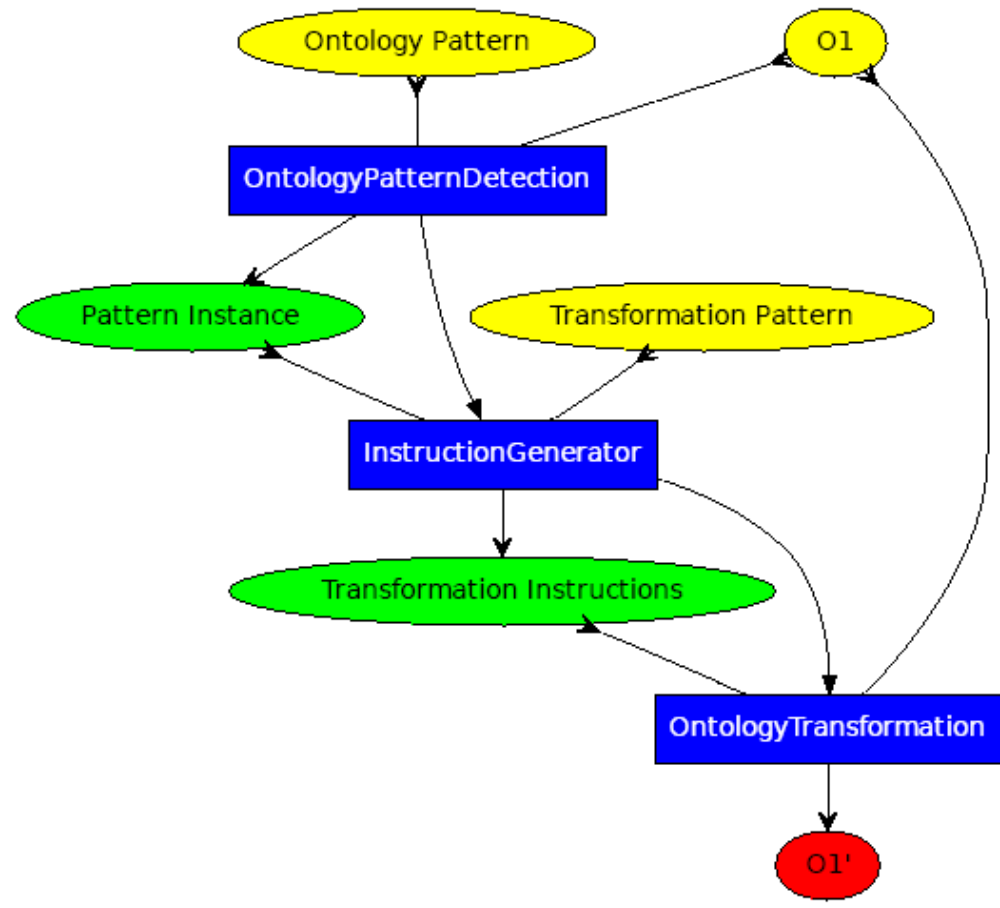 Ontology Pattern
O1
OntologyPatternDetection
Pattern Instance
Transformation Pattern
InstructionGenerator
Transformation Instructions
OntologyTransformation
O1'